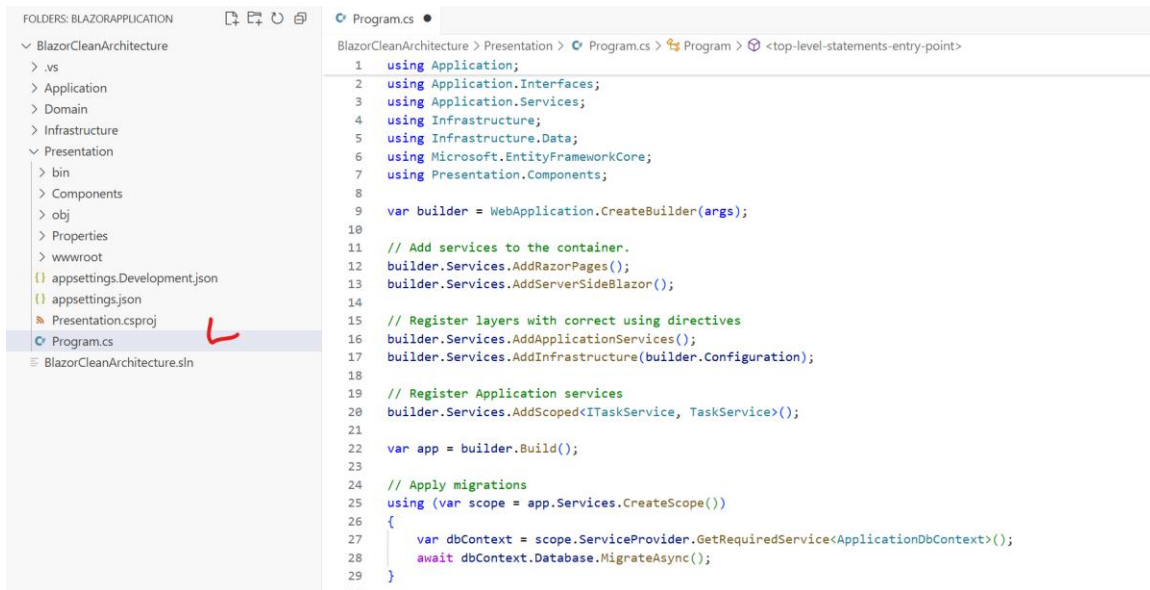 FOLDERS: BLAZORAPPLICATION
BlazorCleanArchitecture
.vs
Application
Domain
Infrastructure
Presentation
bin
Components
obj
Properties
wwwroot
{} appsettings.Development.json
{} appsettings.json
Presentation.csproj
C# Program.cs
BlazorCleanArchitecture.sln
C# Program.cs
BlazorCleanArchitecture > Presentation > C# Program.cs > Program > <top-level-statements-entry-point>
1 using Application;
2 using Application.Interfaces;
3 using Application.Services;
4 using Infrastructure;
5 using Infrastructure.Data;
6 using Microsoft.EntityFrameworkCore;
7 using Presentation.Components;
8
9 var builder = WebApplication.CreateBuilder(args);
10
11 // Add services to the container.
12 builder.Services.AddRazorPages();
13 builder.Services.AddServerSideBlazor();
14
15 // Register layers with correct using directives
16 builder.Services.AddApplicationServices();
17 builder.Services.AddInfrastructure(builder.Configuration);
18
19 // Register Application services
20 builder.Services.AddScoped<ITaskService, TaskService>();
21
22 var app = builder.Build();
23
24 // Apply migrations
25 using (var scope = app.Services.CreateScope())
26 {
27 var dbContext = scope.ServiceProvider.GetRequiredService<ApplicationDbContext>();
28 await dbContext.Database.MigrateAsync();
29 }